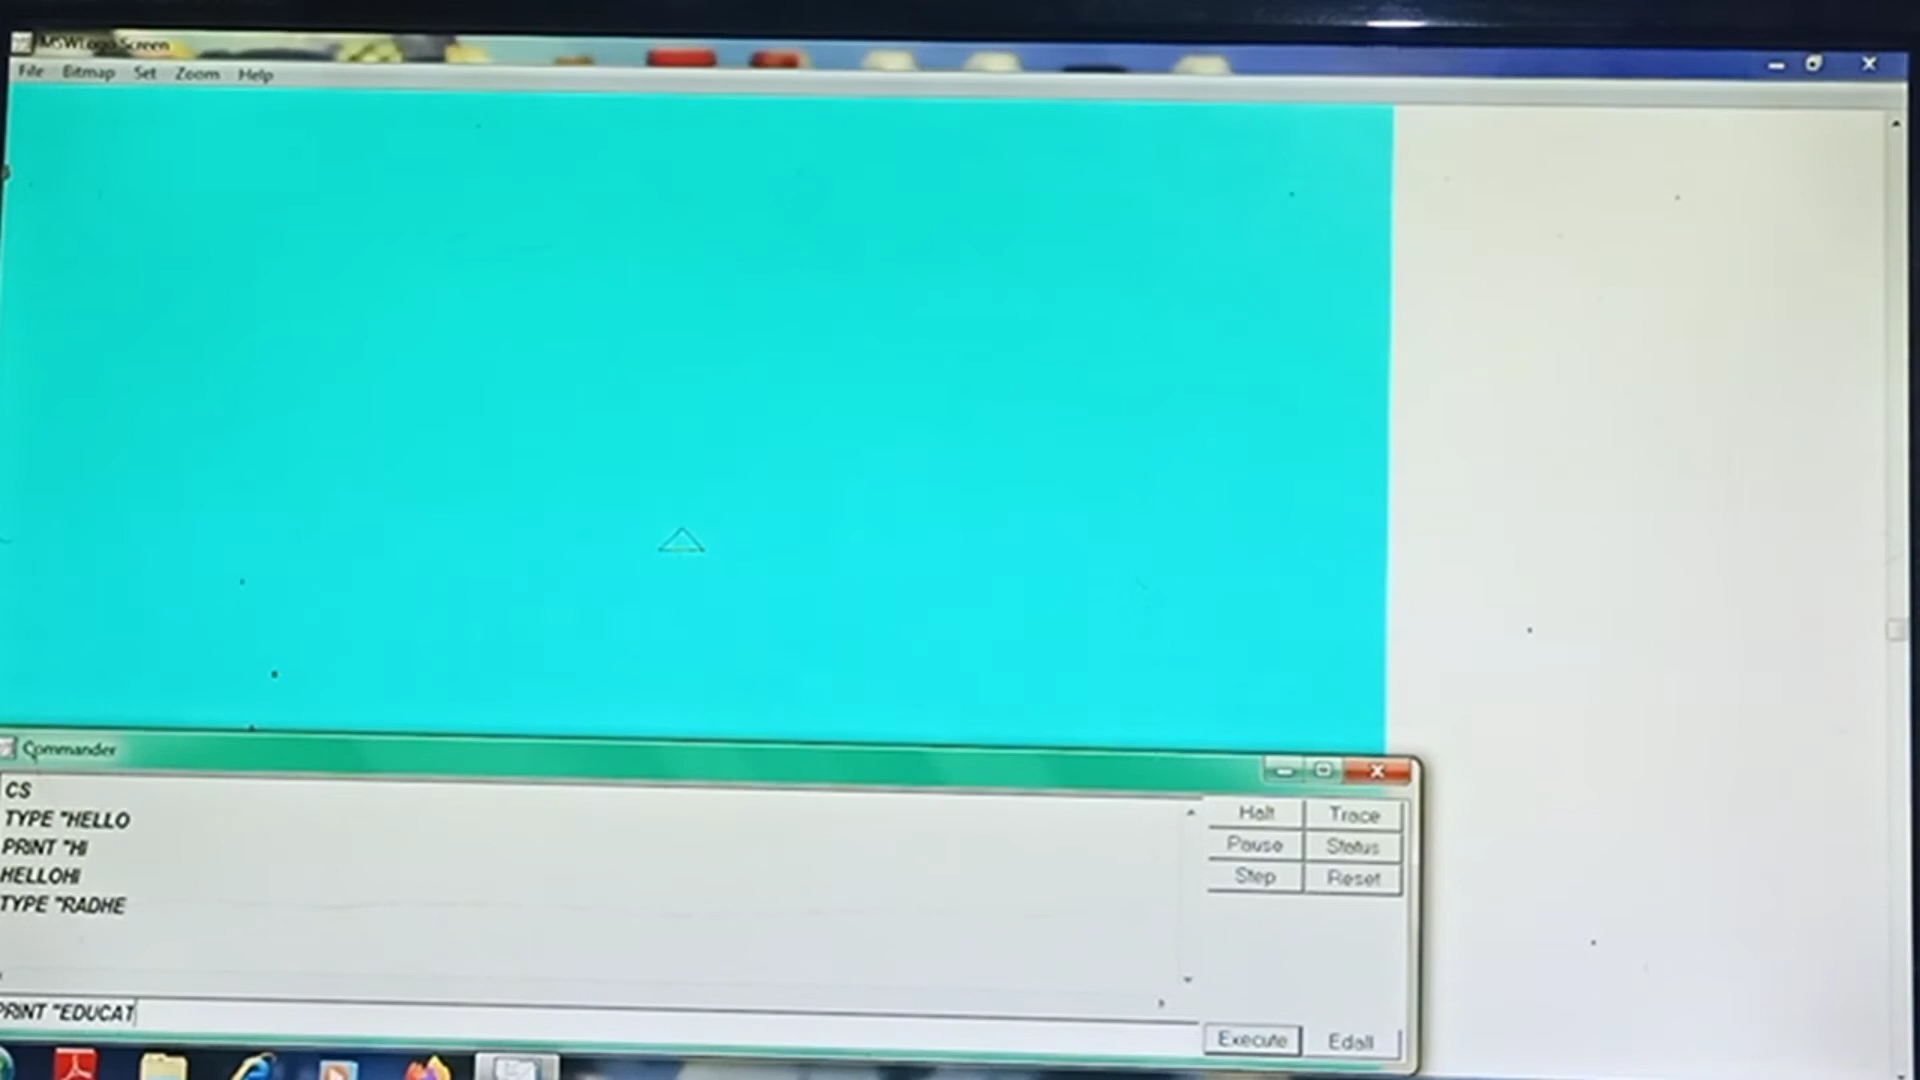 MSWLogo Screen
File Bitmap Set Zoom Help
Commander
CS
TYPE "HELLO
PRINT "HI
HELLOHI
TYPE "RADHE
PRINT "EDUCAT
Halt Trace
Pause Status
Step Reset
Execute Edall